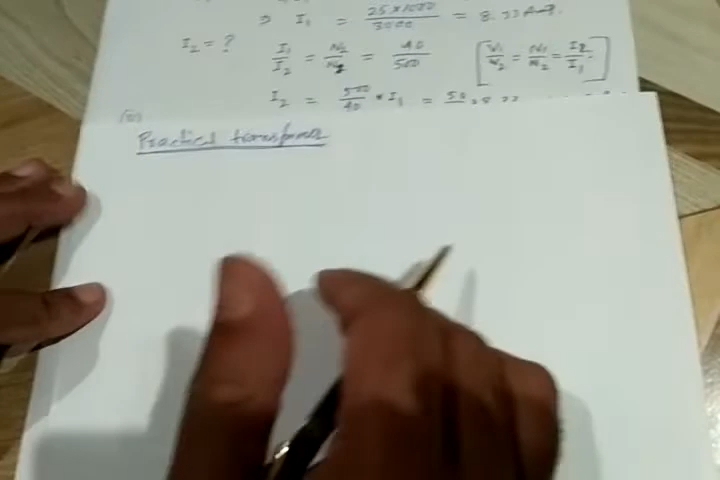 ⇒ I₁ = 25×1000 / 3000 = 8.33 Amp.
I₂ = ? I₁/I₂ = N₂/N₁ = 40/500 [V₁/V₂ = N₁/N₂ = I₂/I₁]
I₂ = 500/40 × I₁ = 50
Practical transformer